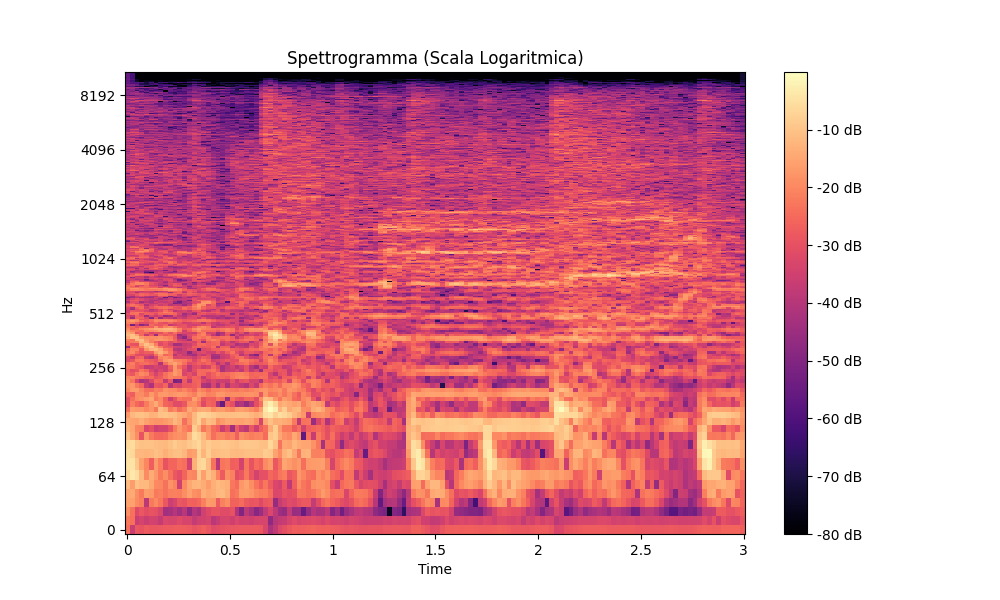 Spettrogramma (Scala Logaritmica)
8192
4096
2048
1024
512
256
128
64
0
Hz
0 0.5 1 1.5 2 2.5 3
Time
-10 dB
-20 dB
-30 dB
-40 dB
-50 dB
-60 dB
-70 dB
-80 dB